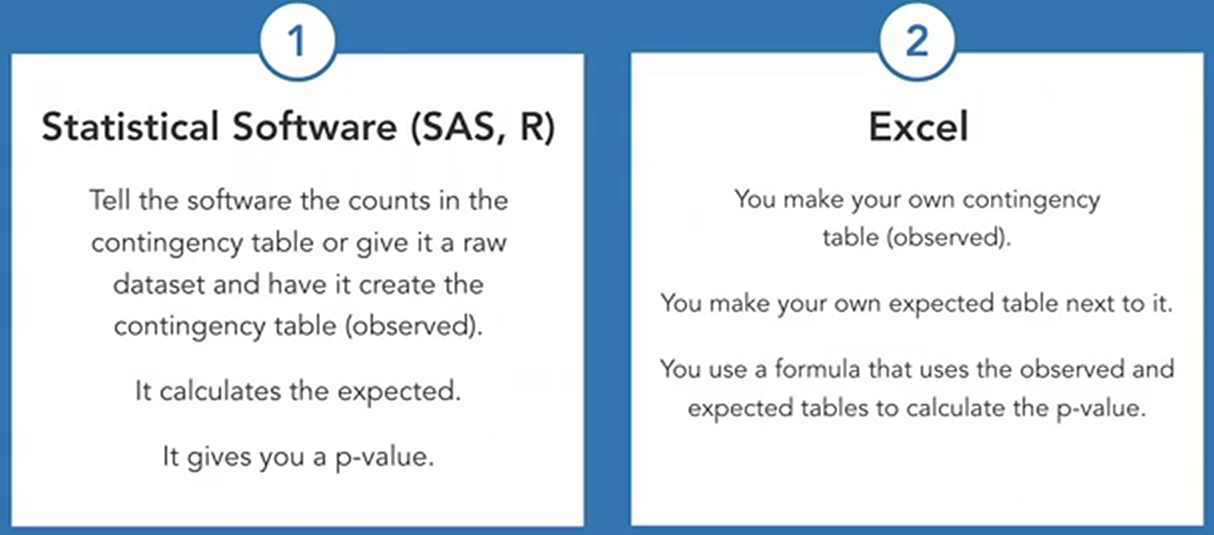 1
Statistical Software (SAS, R)
Tell the software the counts in the
contingency table or give it a raw
dataset and have it create the
contingency table (observed).
It calculates the expected.
It gives you a p-value.
2
Excel
You make your own contingency
table (observed).
You make your own expected table next to it.
You use a formula that uses the observed and
expected tables to calculate the p-value.